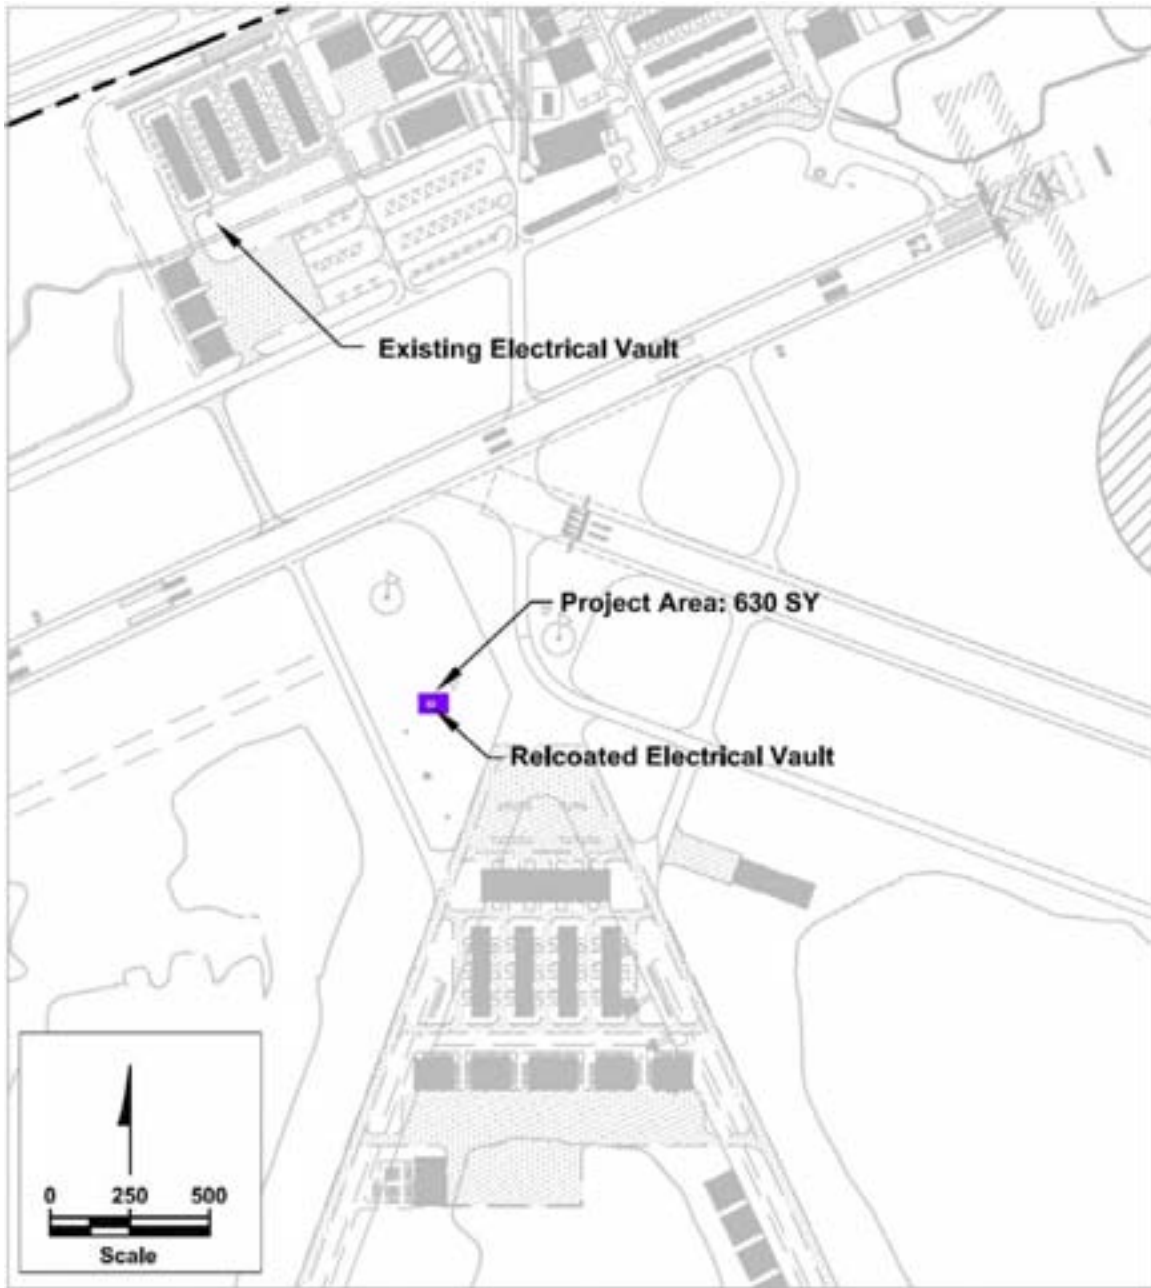 Existing Electrical Vault
Project Area: 630 SY
Relcoated Electrical Vault
0 250 500
Scale